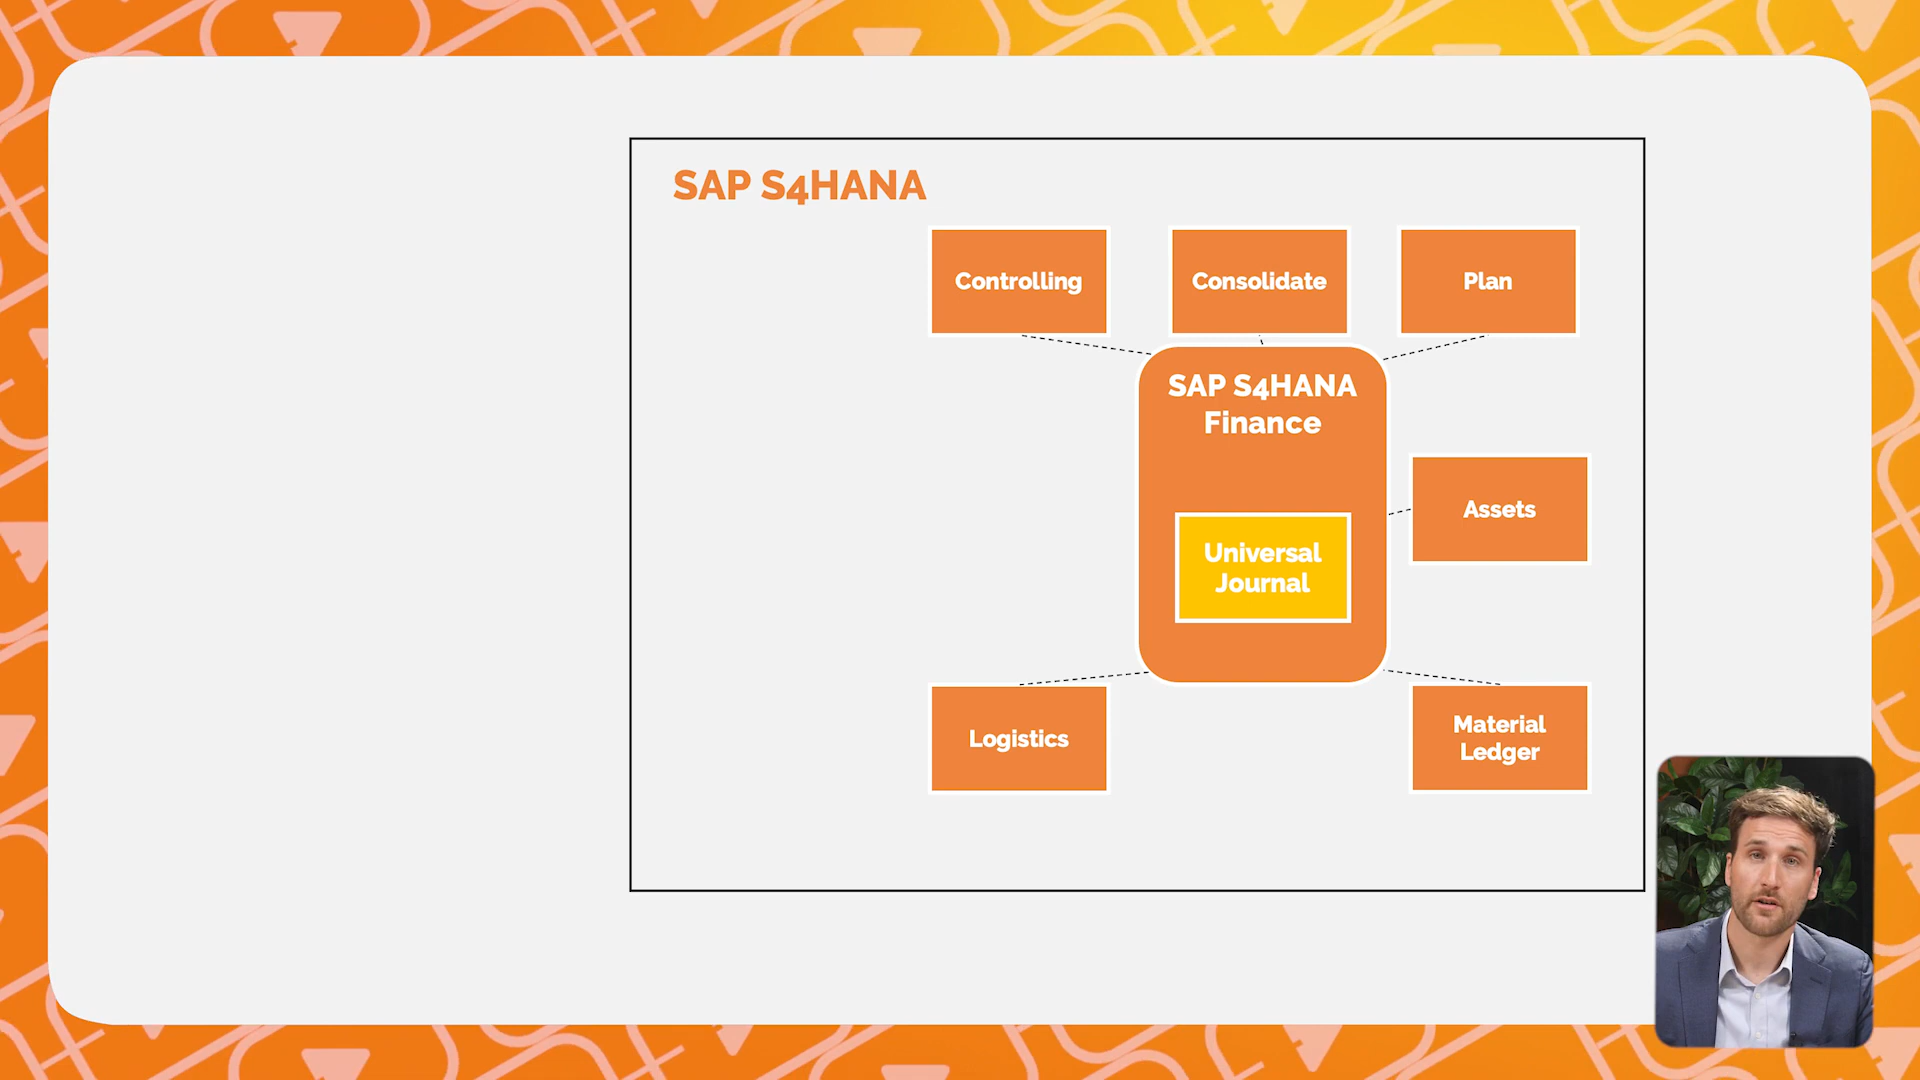 SAP S4HANA
Controlling
Consolidate
Plan
SAP S4HANA
Finance
Assets
Universal
Journal
Logistics
Material
Ledger